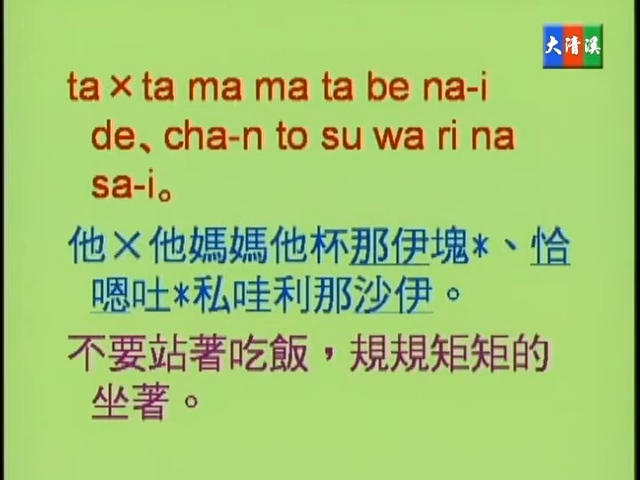 大清溪
ta×ta ma ma ta be na-i
de、cha-n to su wa ri na
sa-i。
他×他媽媽他杯那伊塊*、恰
嗯吐*私哇利那沙伊。
不要站著吃飯，規規矩矩的
坐著。